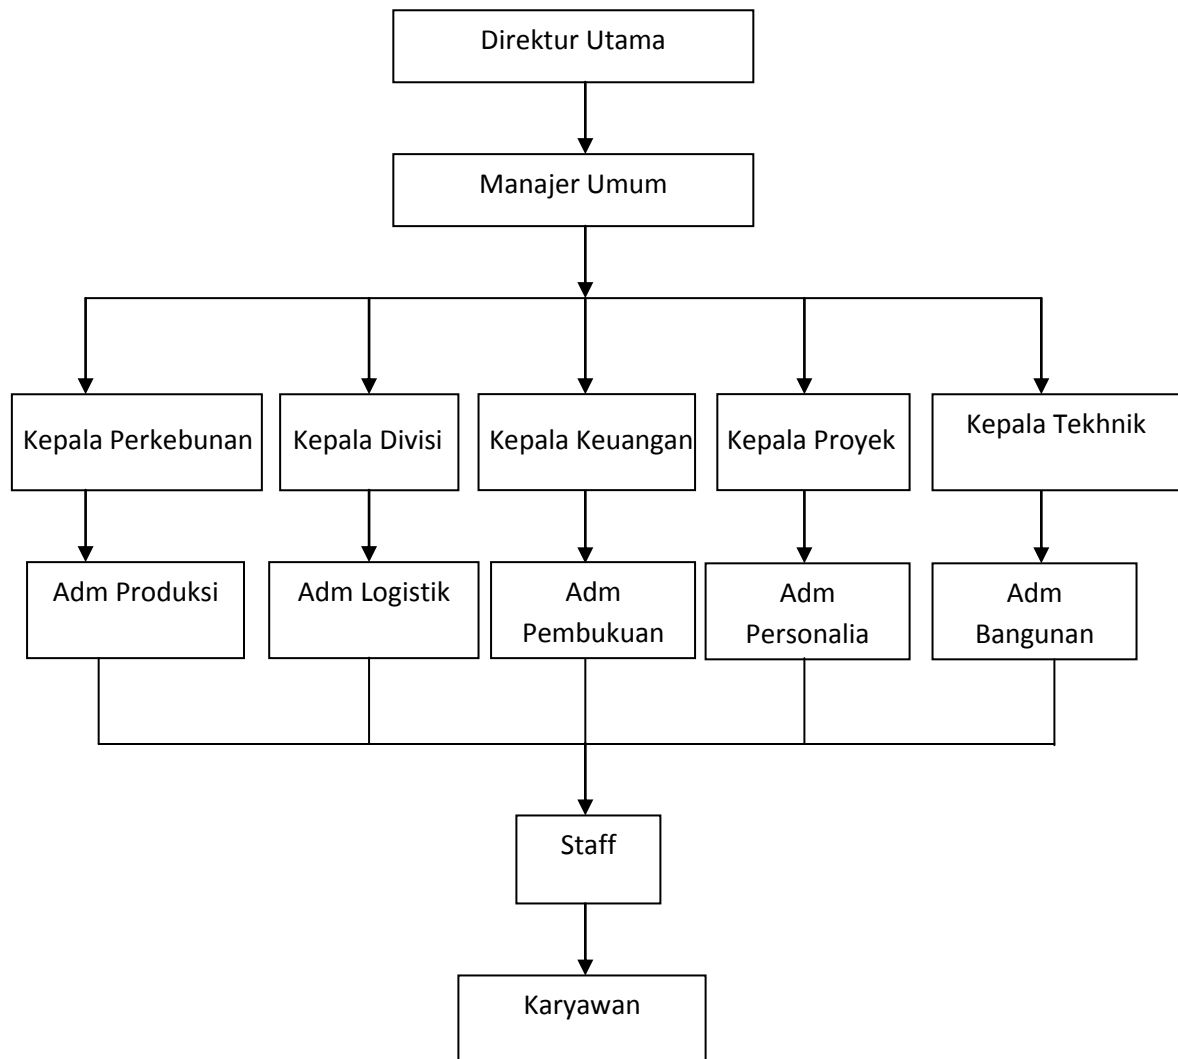 Direktur Utama
Manajer Umum
Kepala Perkebunan
Kepala Divisi
Kepala Keuangan
Kepala Proyek
Kepala Tekhnik
Adm Produksi
Adm Logistik
Adm
Pembukuan
Adm
Personalia
Adm
Bangunan
Staff
Karyawan